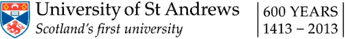 University of St Andrews
Scotland's first university
600 YEARS
1413 – 2013